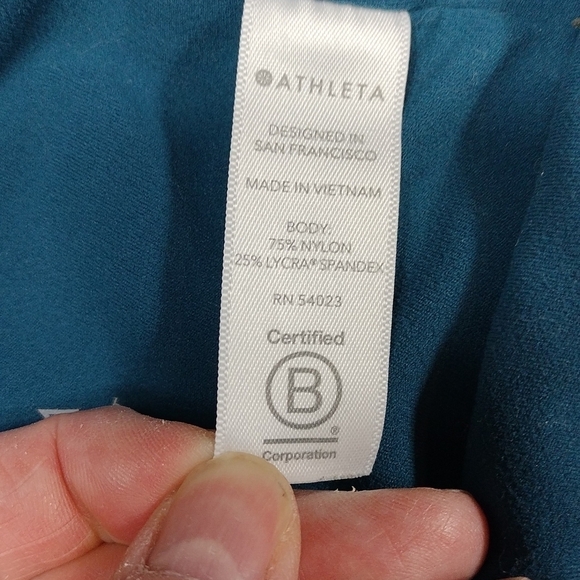 ATHLETA
DESIGNED IN
SAN FRANCISCO
MADE IN VIETNAM
BODY:
75% NYLON
25% LYCRA® SPANDEX
RN 54023
Certified
B
®
Corporation